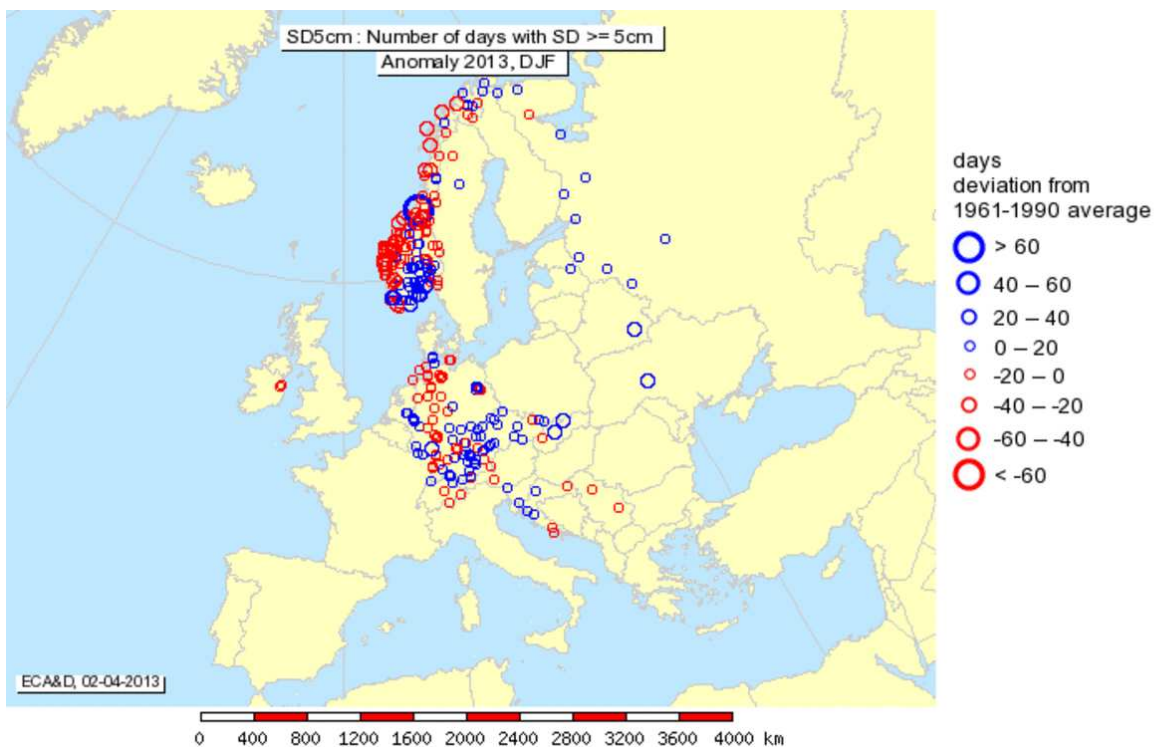 SD5cm : Number of days with SD >= 5cm
Anomaly 2013, DJF
days
deviation from
1961-1990 average
> 60
40 – 60
20 – 40
0 – 20
-20 – 0
-40 – -20
-60 – -40
< -60
ECA&D, 02-04-2013
0 400 800 1200 1600 2000 2400 2800 3200 3600 4000 km